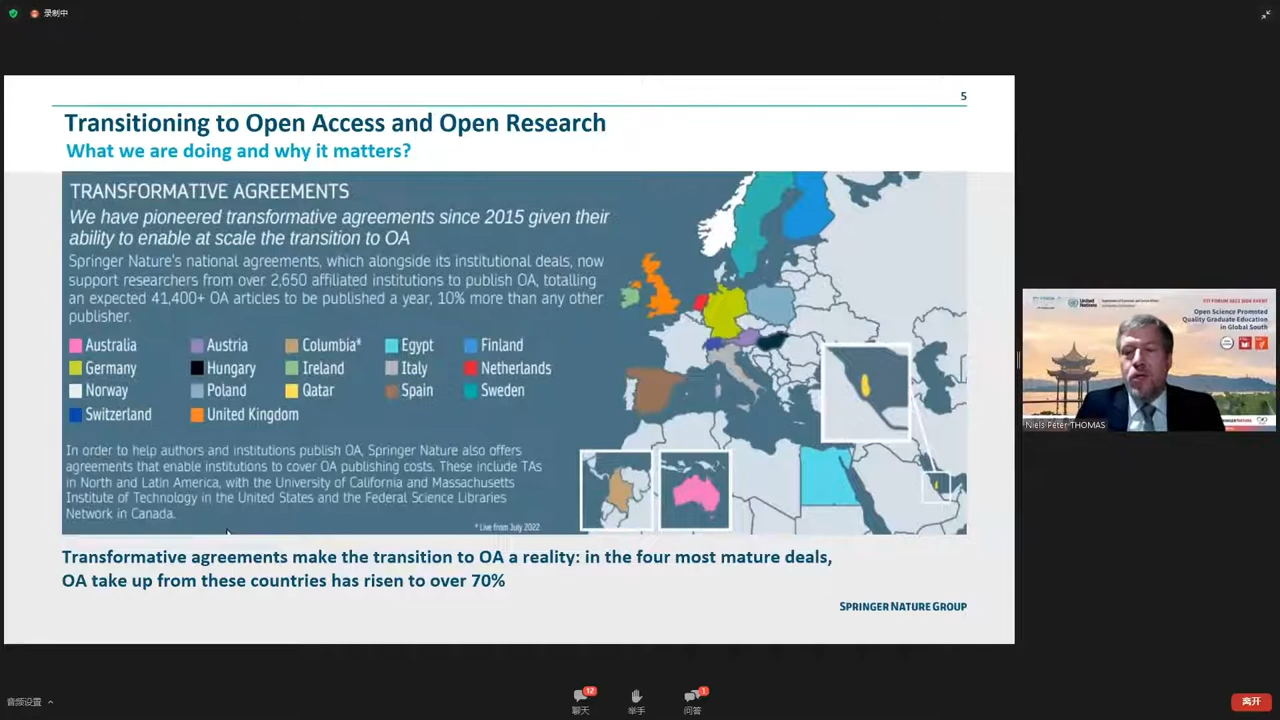 录制中
5
Transitioning to Open Access and Open Research
What we are doing and why it matters?
TRANSFORMATIVE AGREEMENTS
We have pioneered transformative agreements since 2015 given their
ability to enable at scale the transition to OA
Springer Nature's national agreements, which alongside its institutional deals, now
support researchers from over 2,650 affiliated institutions to publish OA, totalling
an expected 41,400+ OA articles to be published a year, 10% more than any other
publisher.
Australia Austria Columbia* Egypt Finland
Germany Hungary Ireland Italy Netherlands
Norway Poland Qatar Spain Sweden
Switzerland United Kingdom
In order to help authors and institutions publish OA, Springer Nature also offers
agreements that enable institutions to cover OA publishing costs. These include TAs
in North and Latin America, with the University of California and Massachusetts
Institute of Technology in the United States and the Federal Science Libraries
Network in Canada.
* Live from July 2022
Transformative agreements make the transition to OA a reality: in the four most mature deals,
OA take up from these countries has risen to over 70%
SPRINGER NATURE GROUP
United
Nations
Open Science Promoted
Quality Graduate Education
in Global South
Niels Peter THOMAS
音频设置
12
聊天
举手
1
问答
离开